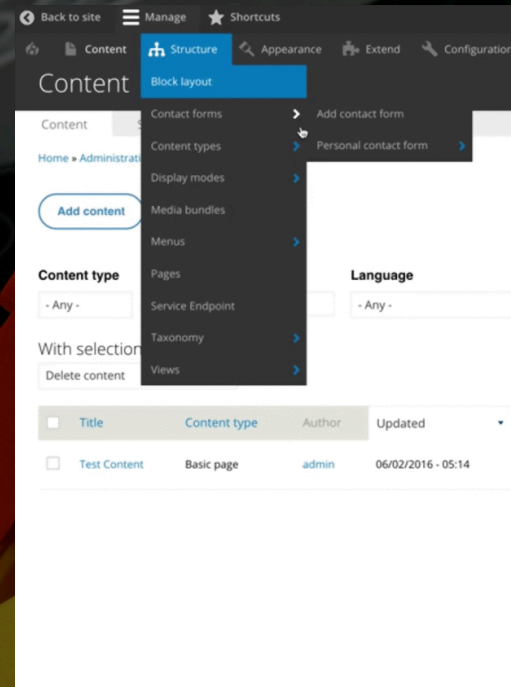 Back to site Manage Shortcuts
Content Structure Appearance Extend Configuration
Content
Block layout
Content
Contact forms
Add contact form
Home » Administrati
Content types
Personal contact form
Display modes
Add content
Media bundles
Menus
Content type
Pages
Language
- Any -
Service Endpoint
- Any -
With selection
Taxonomy
Delete content
Views
Title Content type Author Updated
Test Content Basic page admin 06/02/2016 - 05:14